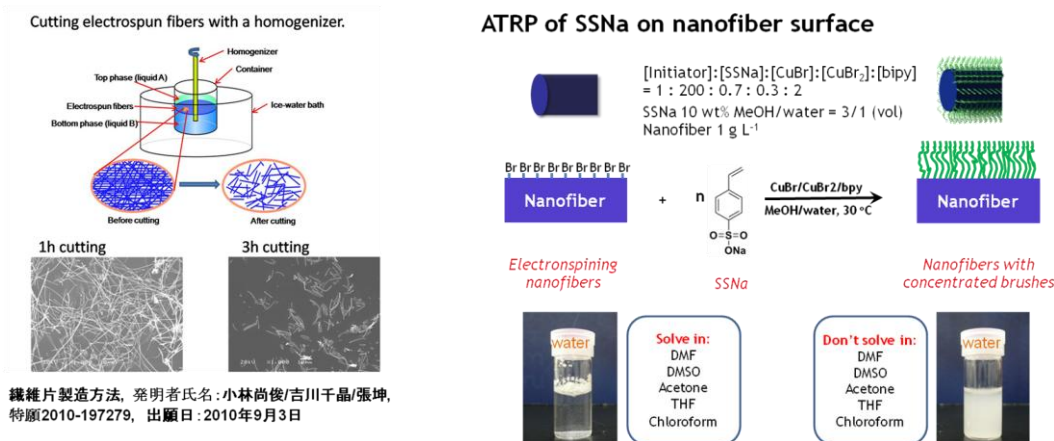 Cutting electrospun fibers with a homogenizer.
Homogenizer
Container
Top phase (liquid A)
Electrospun fibers
Bottom phase (liquid B)
Ice-water bath
Before cutting
After cutting
1h cutting
3h cutting
繊維片製造方法, 発明者氏名:小林尚俊/吉川千晶/張坤,
特願2010-197279, 出願日:2010年9月3日
ATRP of SSNa on nanofiber surface
[Initiator]:[SSNa]:[CuBr]:[CuBr₂]:[bipy]
= 1 : 200 : 0.7 : 0.3 : 2
SSNa 10 wt% MeOH/water = 3/1 (vol)
Nanofiber 1 g L⁻¹
Br Br Br Br Br Br Br Br Br
Nanofiber
+
n
O=S=O
ONa
CuBr/CuBr2/bpy
MeOH/water, 30 °C
Nanofiber
Electronspining
nanofibers
SSNa
Nanofibers with
concentrated brushes
water
Solve in:
DMF
DMSO
Acetone
THF
Chloroform
Don't solve in:
DMF
DMSO
Acetone
THF
Chloroform
water